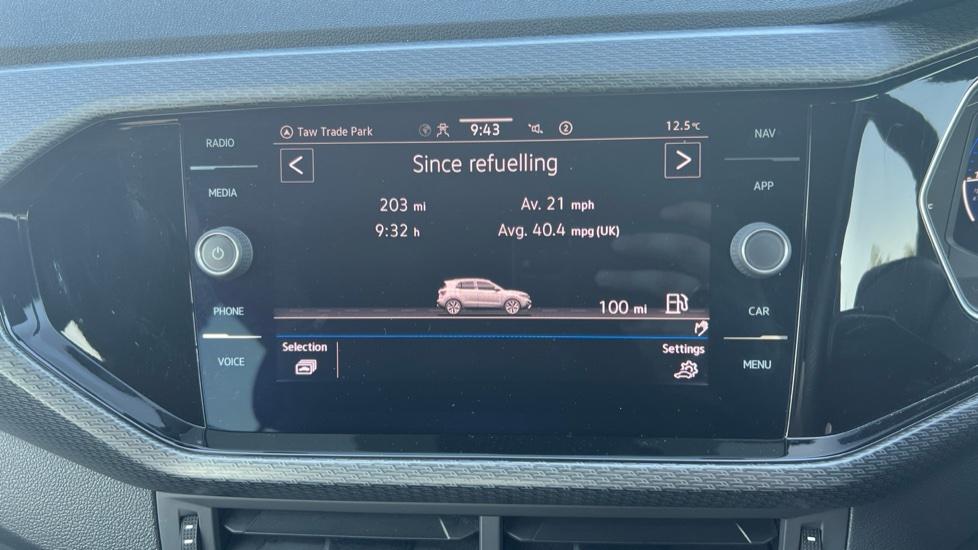 RADIO
MEDIA
PHONE
VOICE
Taw Trade Park
9:43
2
12.5°C
<
Since refuelling
>
203 mi
Av. 21 mph
9:32 h
Avg. 40.4 mpg (UK)
100 mi
Selection
Settings
NAV
APP
CAR
MENU